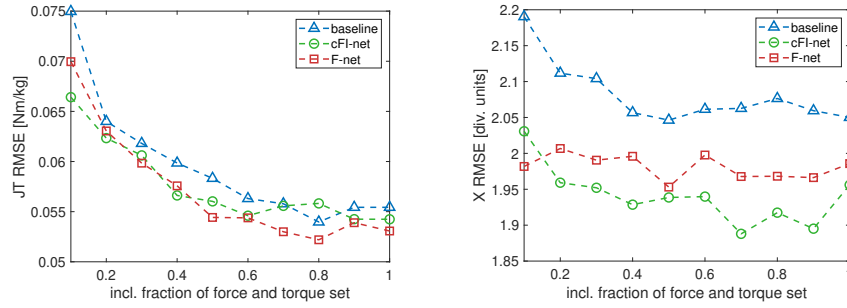 JT RMSE [Nm/kg]
0.075
0.07
0.065
0.06
0.055
0.05
0.2
0.4
0.6
0.8
1
incl. fraction of force and torque set
baseline
cFI-net
F-net
X RMSE [div. units]
2.2
2.15
2.1
2.05
2
1.95
1.9
1.85
0.2
0.4
0.6
0.8
1
incl. fraction of force and torque set
baseline
cFI-net
F-net